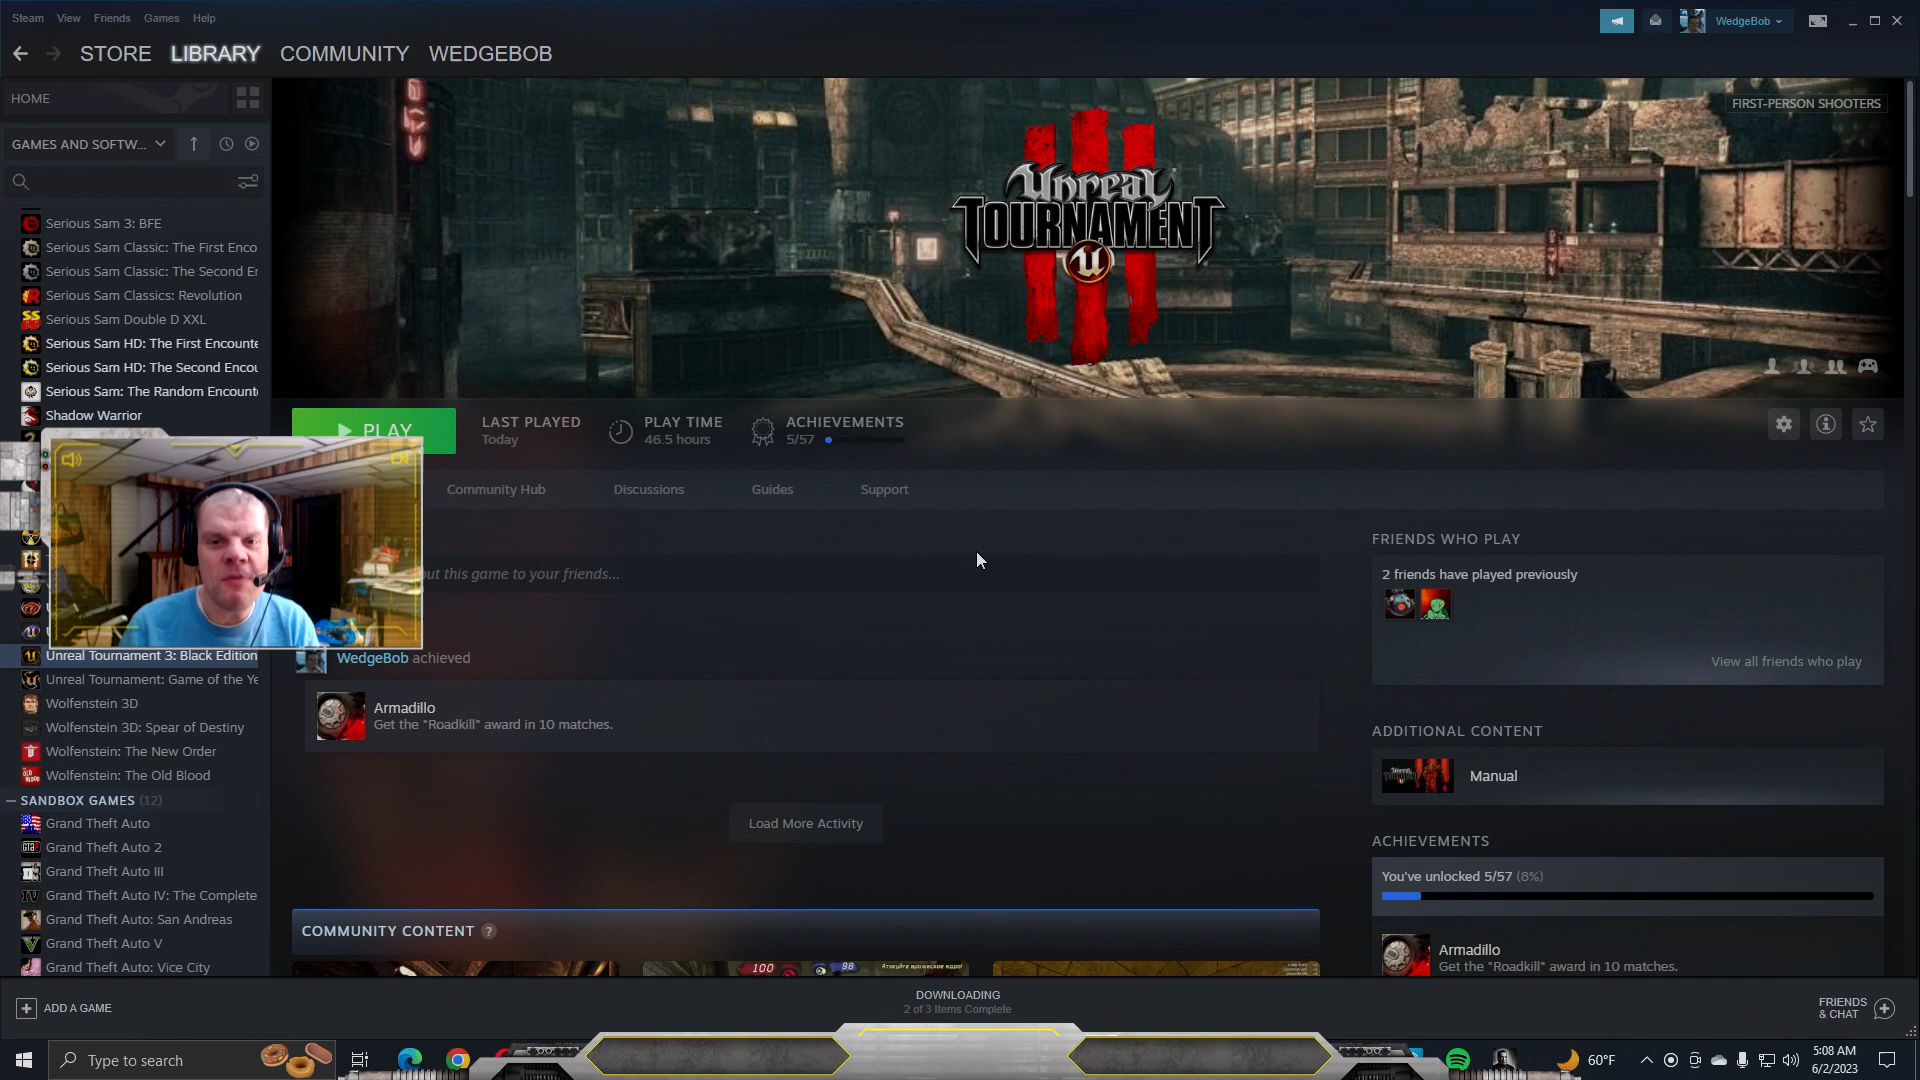 Steam View Friends Games Help
WedgeBob
STORE LIBRARY COMMUNITY WEDGEBOB
HOME
GAMES AND SOFTW...
Serious Sam 3: BFE
Serious Sam Classic: The First Enco
Serious Sam Classic: The Second Er
Serious Sam Classics: Revolution
Serious Sam Double D XXL
Serious Sam HD: The First Encounte
Serious Sam HD: The Second Encou
Serious Sam: The Random Encount
Shadow Warrior
Unreal Tournament 3: Black Edition
Unreal Tournament: Game of the Ye
Wolfenstein 3D
Wolfenstein 3D: Spear of Destiny
Wolfenstein: The New Order
Wolfenstein: The Old Blood
SANDBOX GAMES (12)
Grand Theft Auto
Grand Theft Auto 2
Grand Theft Auto III
Grand Theft Auto IV: The Complete
Grand Theft Auto: San Andreas
Grand Theft Auto V
Grand Theft Auto: Vice City
FIRST-PERSON SHOOTERS
Unreal
TOURNAMENT
PLAY
LAST PLAYED
Today
PLAY TIME
46.5 hours
ACHIEVEMENTS
5/57
Community Hub Discussions Guides Support
out this game to your friends...
WedgeBob achieved
Armadillo
Get the "Roadkill" award in 10 matches.
Load More Activity
COMMUNITY CONTENT ?
100 98
FRIENDS WHO PLAY
2 friends have played previously
View all friends who play
ADDITIONAL CONTENT
Manual
ACHIEVEMENTS
You've unlocked 5/57 (8%)
Armadillo
Get the "Roadkill" award in 10 matches.
ADD A GAME
DOWNLOADING
2 of 3 Items Complete
FRIENDS
& CHAT
Type to search
60°F
5:08 AM
6/2/2023